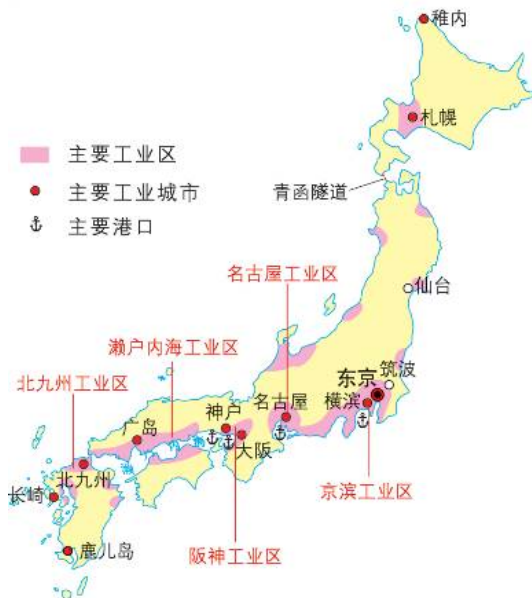 稚内
札幌
主要工业区
主要工业城市
主要港口
青函隧道
仙台
名古屋工业区
濑户内海工业区
北九州工业区
筑波
东京
横滨
名古屋
神户
广岛
大阪
北九州
长崎
京滨工业区
阪神工业区
鹿儿岛